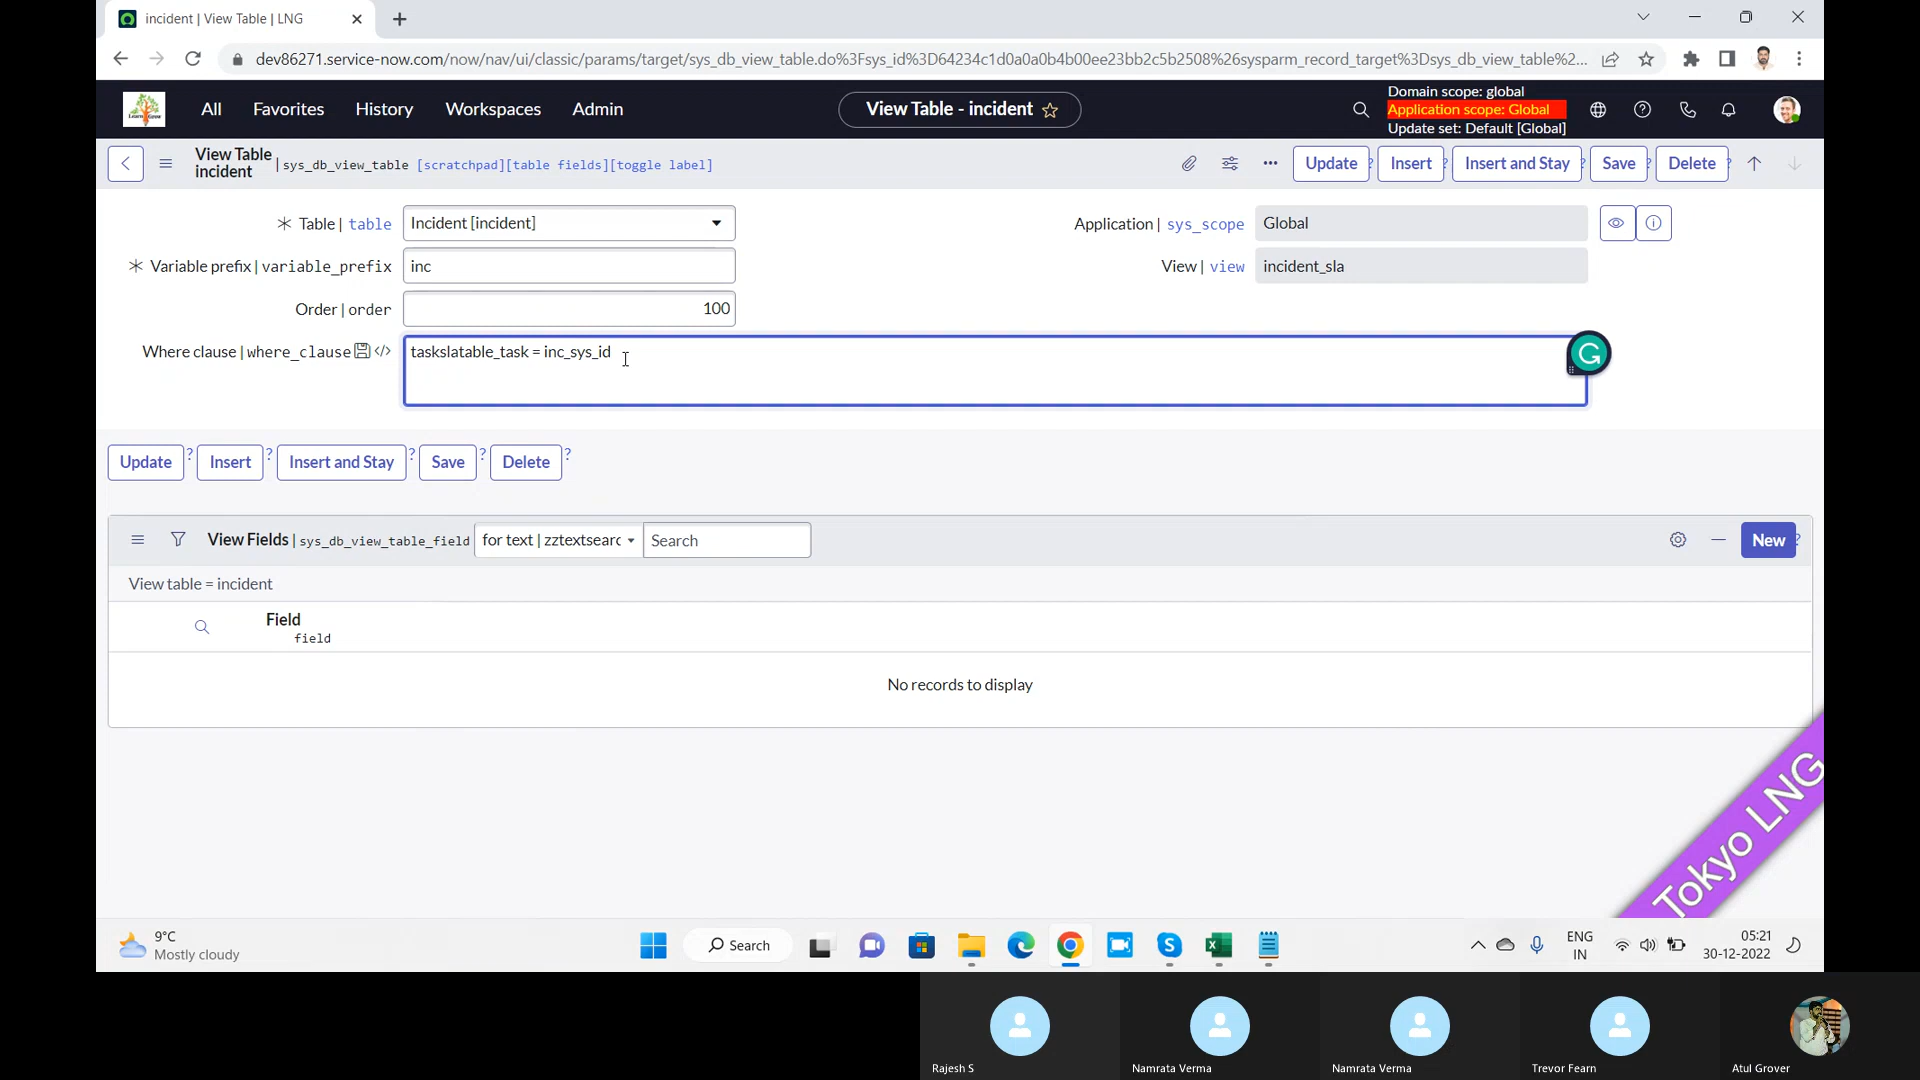 incident | View Table | LNG
dev86271.service-now.com/now/nav/ui/classic/params/target/sys_db_view_table.do%3Fsys_id%3D64234c1d0a0a0b4b00ee23bb2c5b2508%26sysparm_record_target%3Dsys_db_view_table%2...
All Favorites History Workspaces Admin
View Table - incident
Domain scope: global
Application scope: Global
Update set: Default [Global]
View Table
incident
| sys_db_view_table [scratchpad][table fields][toggle label]
Update ? Insert ? Insert and Stay ? Save ? Delete ?
Table | table Incident [incident]
Application | sys_scope Global
Variable prefix | variable_prefix inc
View | view incident_sla
Order | order 100
Where clause | where_clause taskslatable_task = inc_sys_id
Update ? Insert ? Insert and Stay ? Save ? Delete ?
View Fields | sys_db_view_table_field for text | zztextsearc Search New ?
View table = incident
Field
field
No records to display
Tokyo LNG
9°C
Mostly cloudy
Search
ENG
IN
05:21
30-12-2022
Rajesh S Namrata Verma Namrata Verma Trevor Fearn Atul Grover